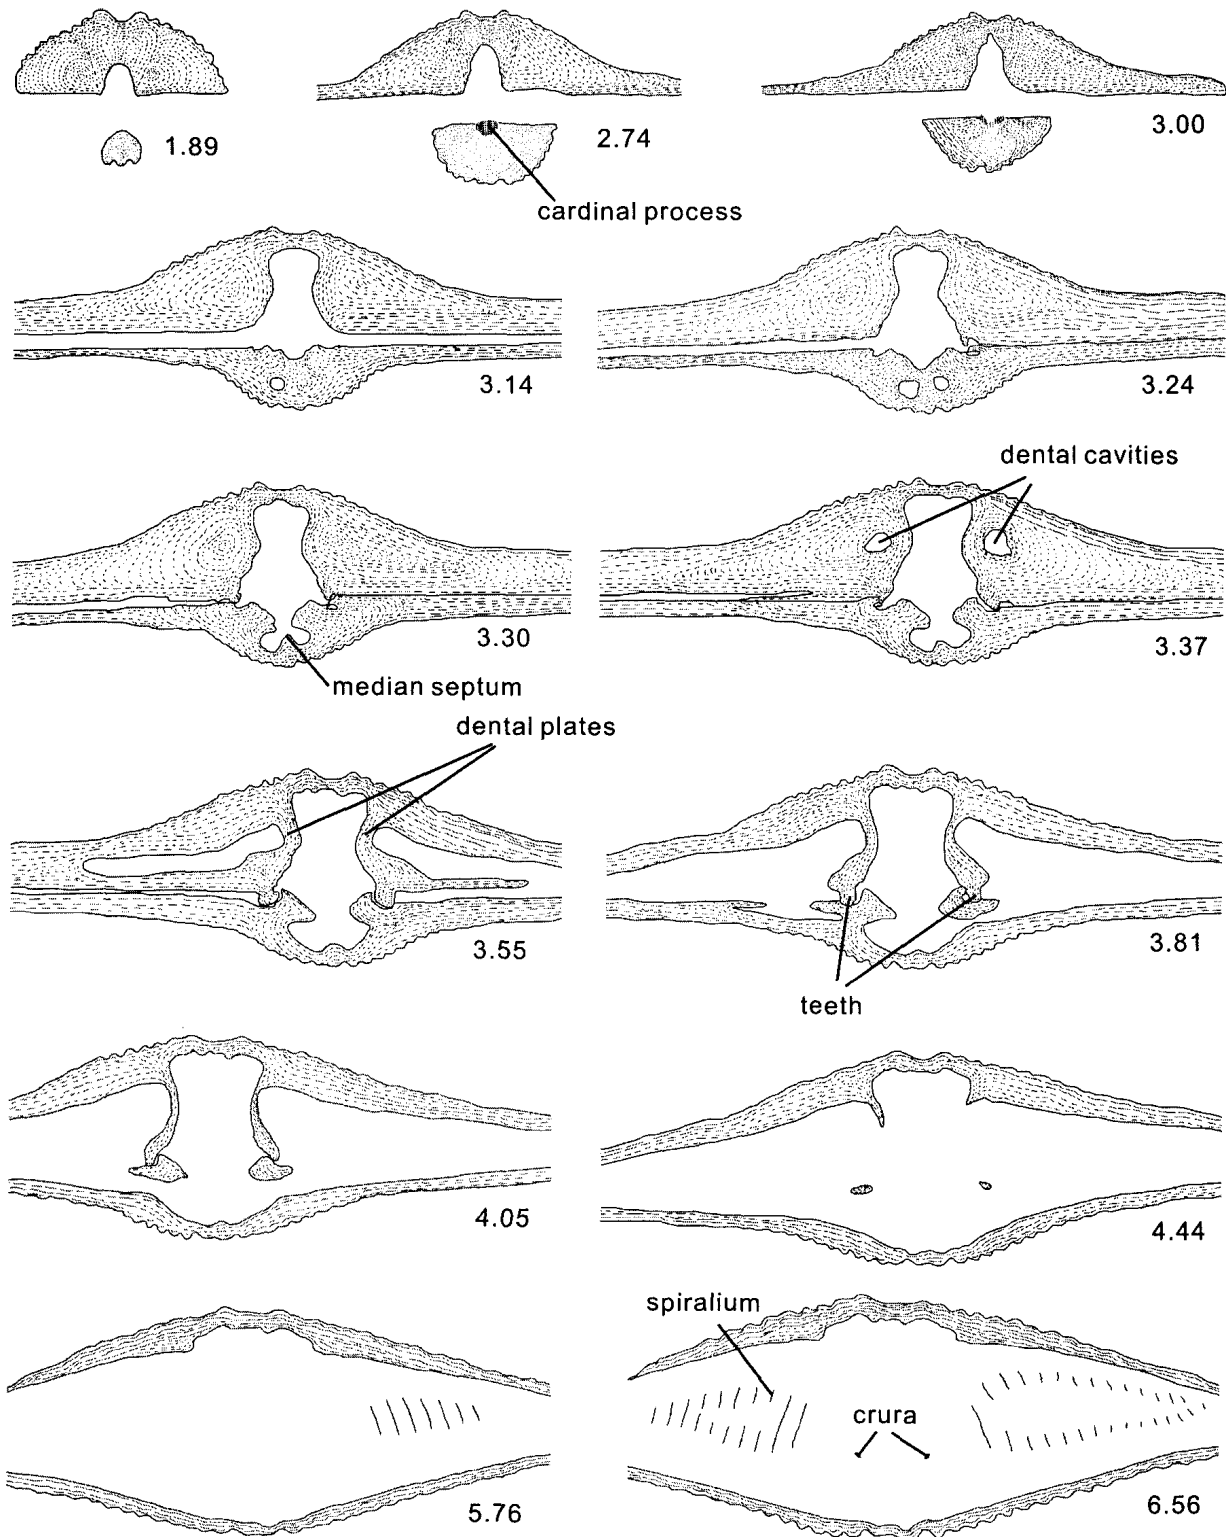 1.89
2.74
3.00
cardinal process
3.14
3.24
dental cavities
3.30
3.37
median septum
dental plates
3.55
3.81
teeth
4.05
4.44
spiralium
crura
5.76
6.56